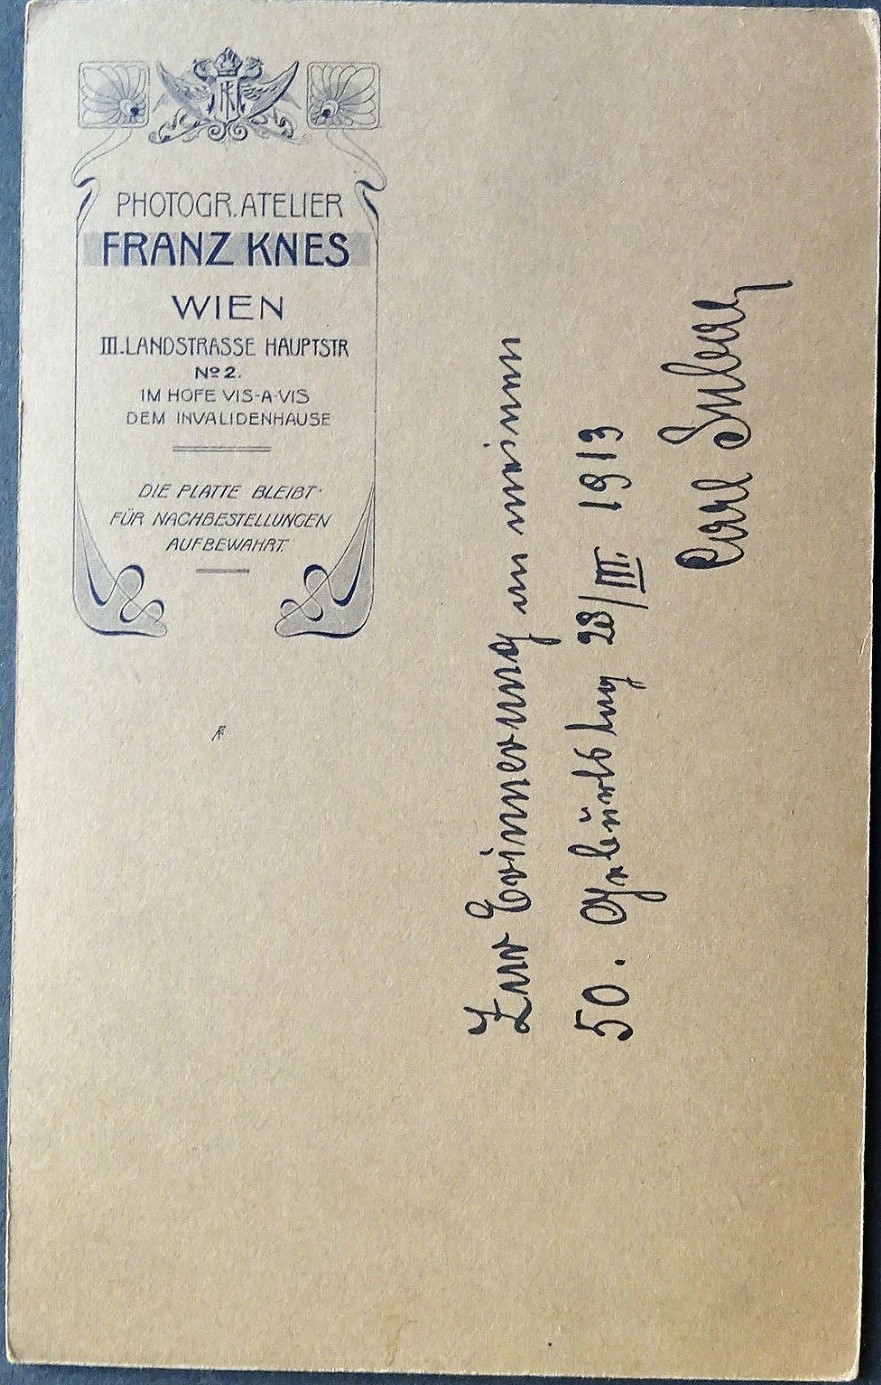 PHOTOGR. ATELIER
FRANZ KNES
WIEN
III. LANDSTRASSE HAUPTSTR
No 2.
IM HOFE VIS-A-VIS
DEM INVALIDENHAUSE
DIE PLATTE BLEIBT
FÜR NACHBESTELLUNGEN
AUFBEWAHRT.
Zur Erinnerung an meinen
50. Geburtstag 28/III. 1913
Carl